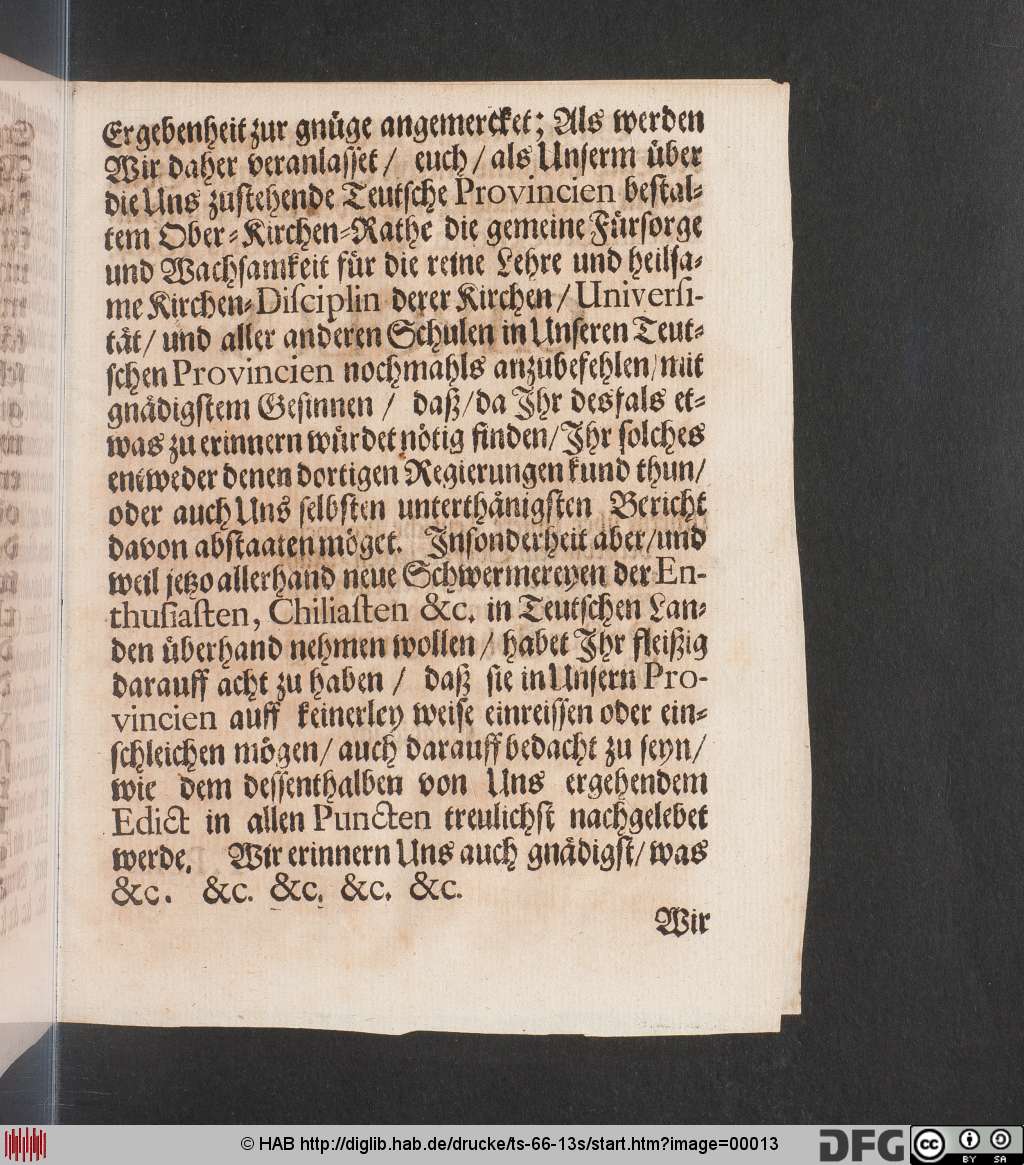 Ergebenheit zur gnüge angemercket; Als werden
Wir daher veranlasset/ euch/ als Unserm über
die Uns zustehende Teutsche Provincien bestal-
tem Ober-Kirchen-Rathe die gemeine Fürsorge
und Wachsamkeit für die reine Lehre und heilsa-
me Kirchen-Disciplin derer Kirchen/ Universi-
tät/ und aller anderen Schulen in Unseren Teut-
schen Provincien nochmahls anzubefehlen/ mit
gnädigstem Gesinnen/ daß/ da Ihr desfals et-
was zu erinnern würdet nötig finden/ Ihr solches
entweder denen dortigen Regierungen kund thun/
oder auch Uns selbsten unterthänigsten Bericht
davon abstaaten möget. Insonderheit aber/ und
weil jetzo allerhand neue Schwermereyen der En-
thusiasten, Chiliasten &c. in Teutschen Lan-
den überhand nehmen wollen/ habet Ihr fleißig
darauff acht zu haben/ daß sie in Unsern Pro-
vincien auff keinerley weise einreissen oder ein-
schleichen mögen/ auch darauff bedacht zu seyn/
wie dem dessenthalben von Uns ergehendem
Edict in allen Puncten treulichst nachgelebet
werde. Wir erinnern Uns auch gnädigst/ was
&c. &c. &c. &c. &c.
Wir
© HAB http://diglib.hab.de/drucke/ts-66-13s/start.htm?image=00013
DFG
cc BY SA